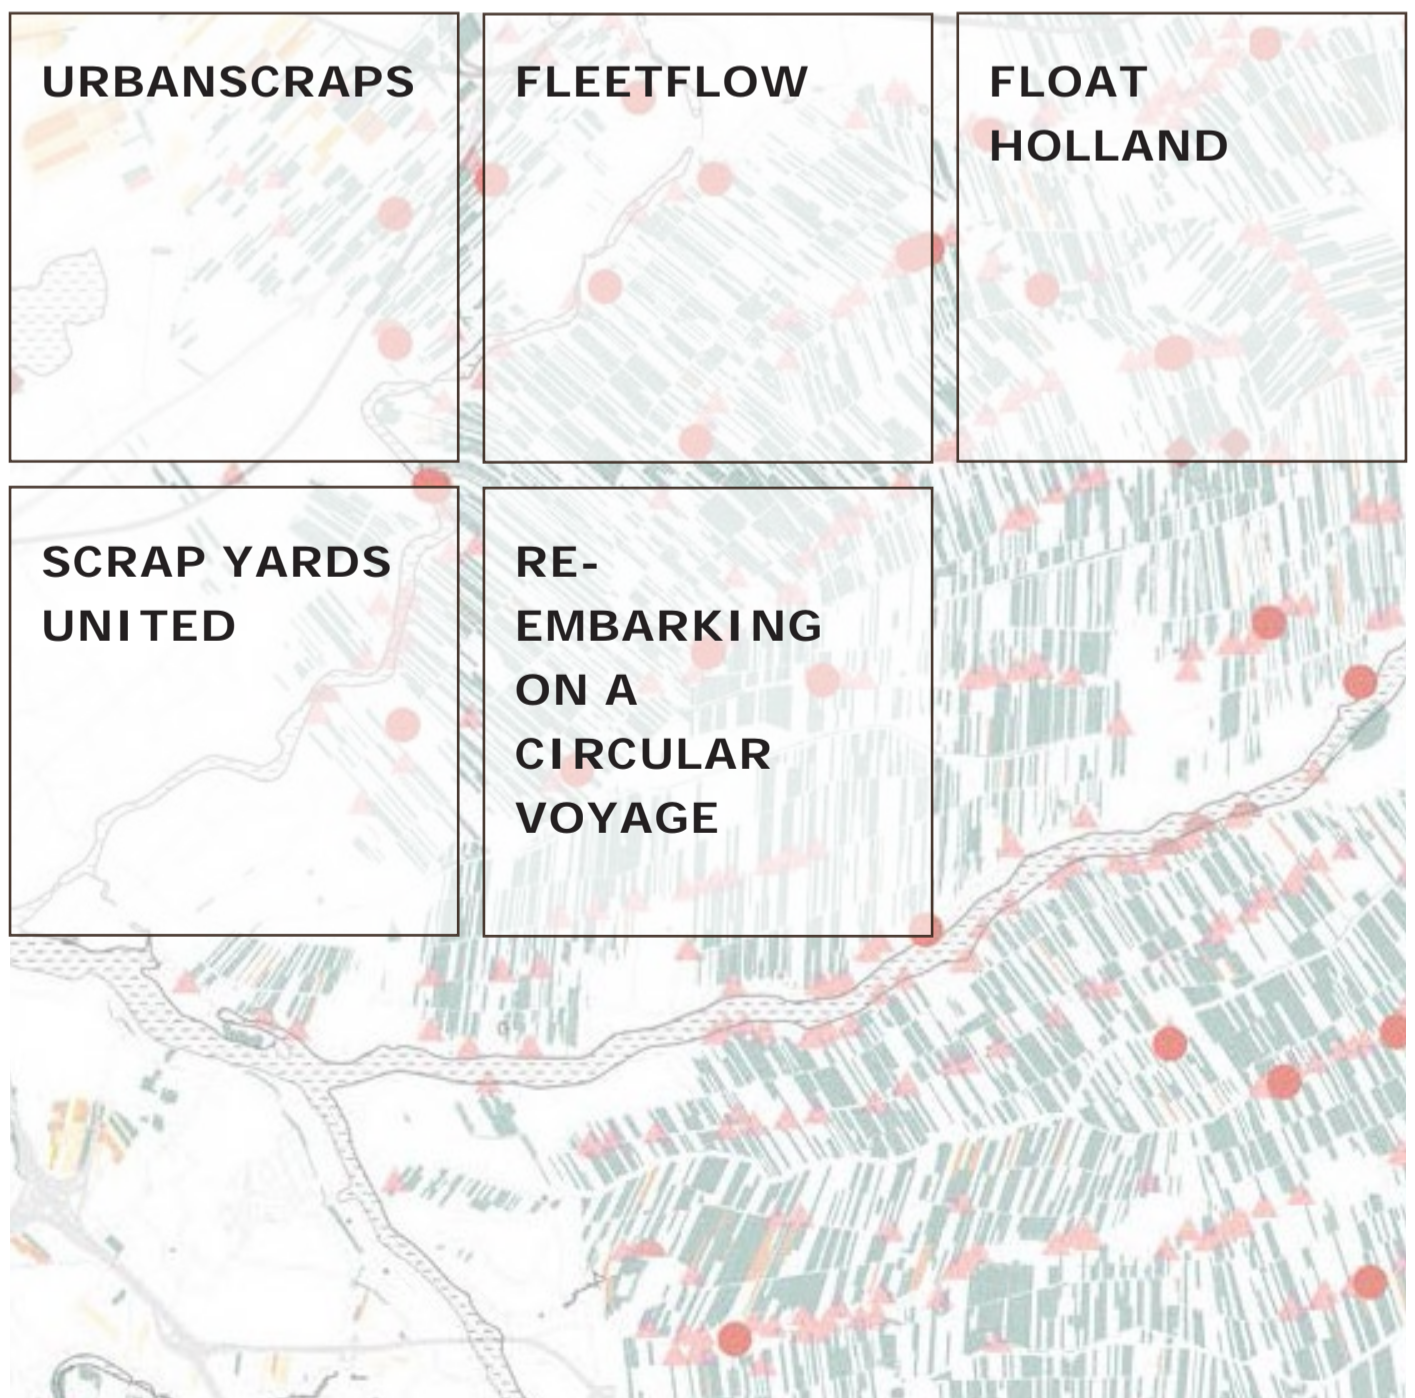 URBANSCRAPS
FLEETFLOW
FLOAT
HOLLAND
SCRAP YARDS
UNITED
RE-
EMBARKING
ON A
CIRCULAR
VOYAGE